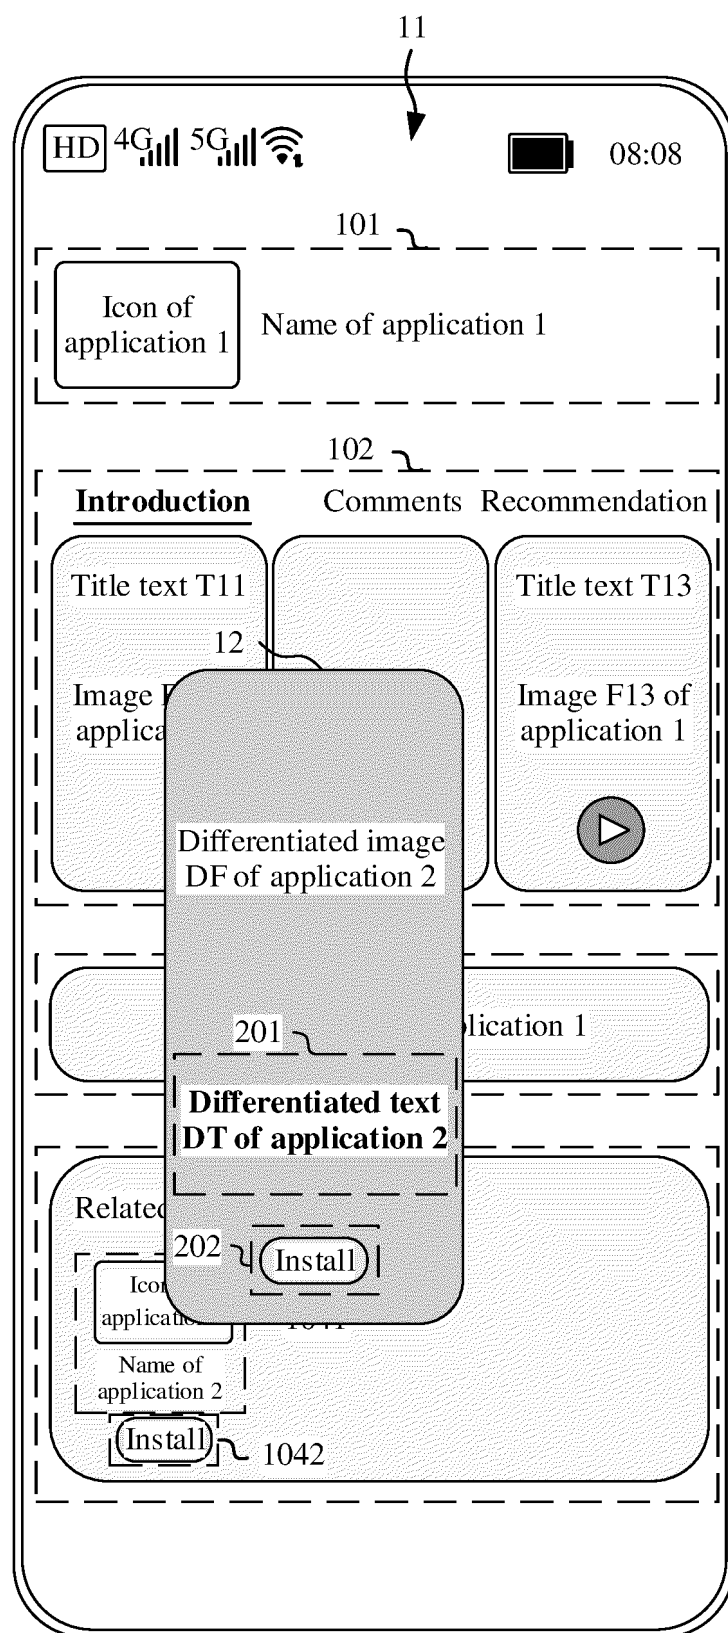 11
HD 4G 5G 08:08
101
Icon of
application 1
Name of application 1
102
Introduction Comments Recommendation
Title text T11
Title text T13
12
Image
Image F13 of
application 1
Differentiated image
DF of application 2
201
lication 1
Differentiated text
DT of application 2
Related
202
Install
Name of
application 2
Install
1042